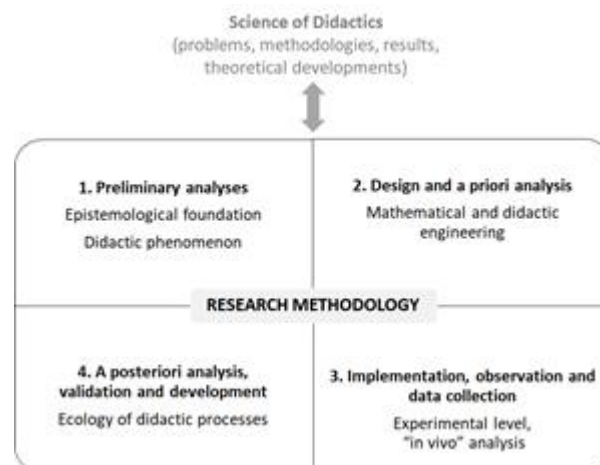 Science of Didactics
(problems, methodologies, results,
theoretical developments)
1. Preliminary analyses
Epistemological foundation
Didactic phenomenon
2. Design and a priori analysis
Mathematical and didactic
engineering
RESEARCH METHODOLOGY
4. A posteriori analysis,
validation and development
Ecology of didactic processes
3. Implementation, observation and
data collection
Experimental level,
"in vivo" analysis